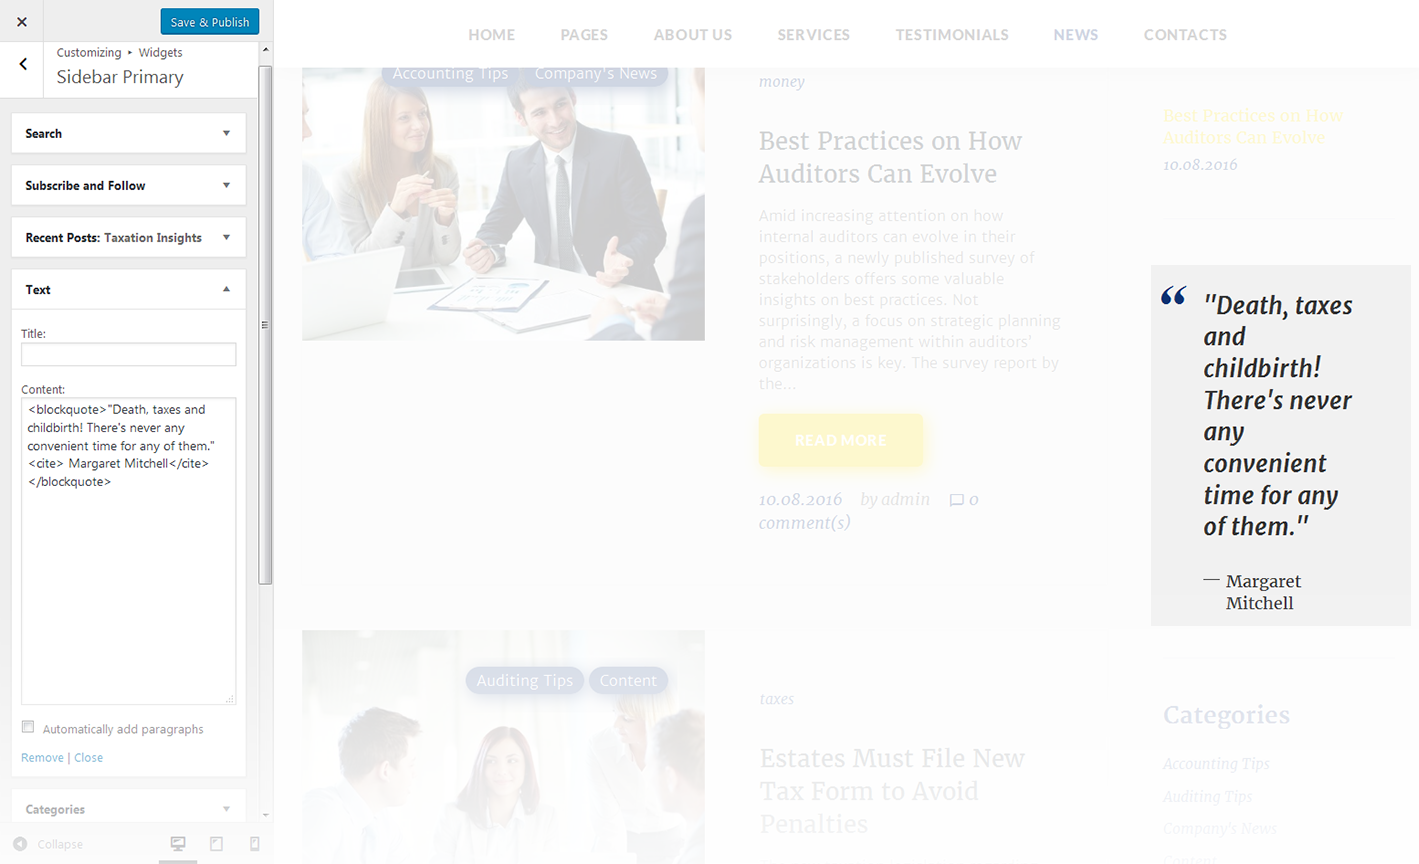 Save & Publish
Customizing ▸ Widgets
Sidebar Primary
Search
Subscribe and Follow
Recent Posts: Taxation Insights
Text
Title:
Content:
<blockquote>"Death, taxes and
childbirth! There's never any
convenient time for any of them."
<cite> Margaret Mitchell</cite>
</blockquote>
Automatically add paragraphs
Remove | Close
Categories
Collapse
HOME PAGES ABOUT US SERVICES TESTIMONIALS NEWS CONTACTS
Accounting Tips Company's News
money
Best Practices on How
Auditors Can Evolve
Amid increasing attention on how
internal auditors can evolve in their
positions, a newly published survey of
stakeholders offers some valuable
insights on best practices. Not
surprisingly, a focus on strategic planning
and risk management within auditors'
organizations is key. The survey report by
the...
READ MORE
10.08.2016 by admin 0
comment(s)
Auditing Tips Content
taxes
Estates Must File New
Tax Form to Avoid
Penalties
Best Practices on How
Auditors Can Evolve
10.08.2016
“ "Death, taxes
and
childbirth!
There's never
any
convenient
time for any
of them."
— Margaret
Mitchell
Categories
Accounting Tips
Auditing Tips
Company's News
Content